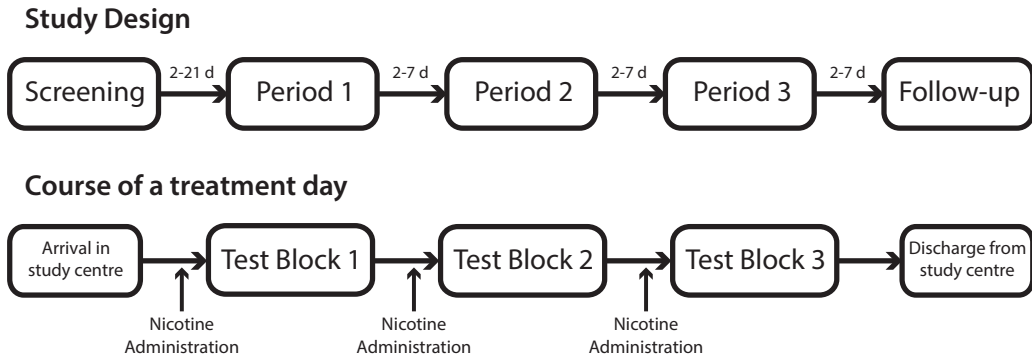 Study Design
2-21 d
2-7 d
2-7 d
2-7 d
Screening
Period 1
Period 2
Period 3
Follow-up
Course of a treatment day
Arrival in
study centre
Test Block 1
Test Block 2
Test Block 3
Discharge from
study centre
Nicotine
Administration
Nicotine
Administration
Nicotine
Administration